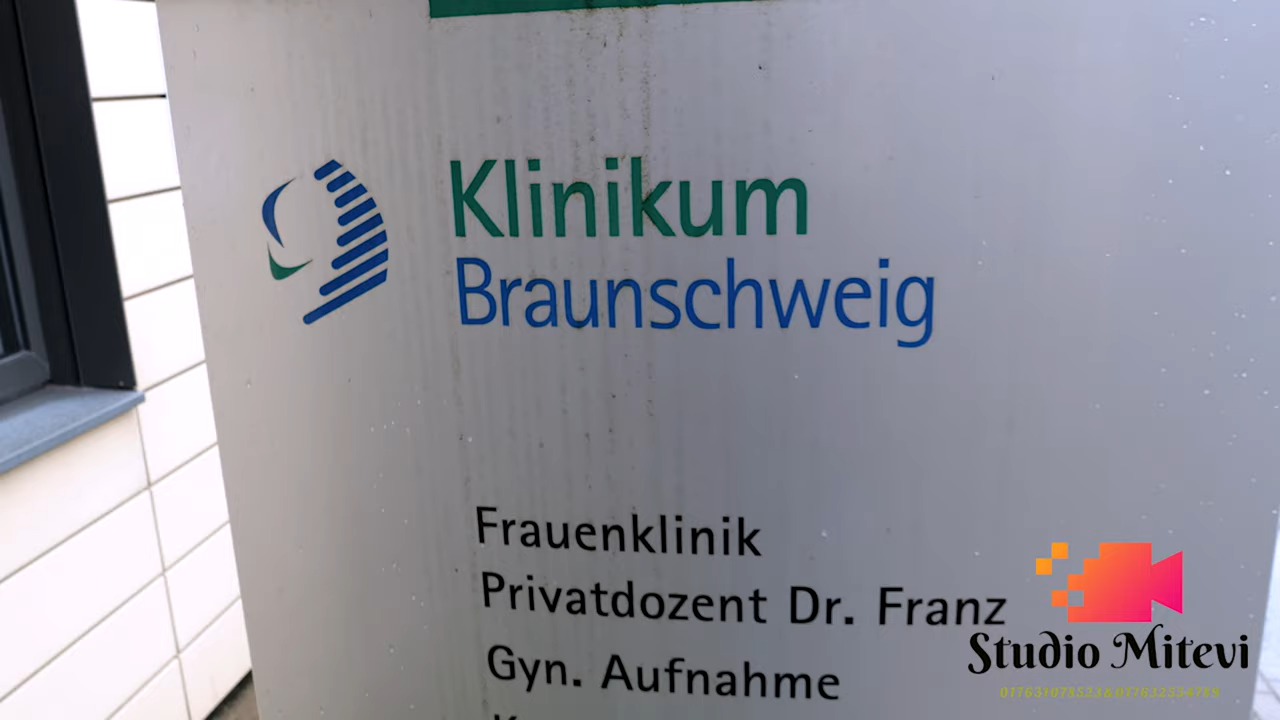 Klinikum
Braunschweig
Frauenklinik
Privatdozent Dr. Franz
Gyn. Aufnahme
Studio Mitevi